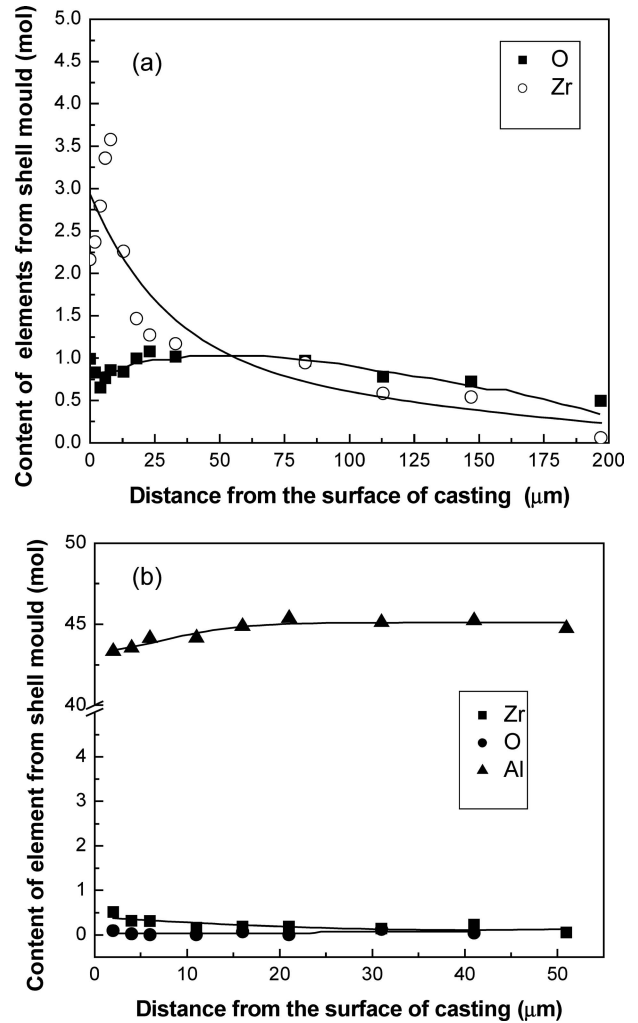 5.0
4.5
4.0
3.5
3.0
2.5
2.0
1.5
1.0
0.5
0.0
Content of elements from shell mould (mol)
(a)
O
Zr
0 25 50 75 100 125 150 175 200
Distance from the surface of casting (μm)
50
45
40
4
3
2
1
0
Content of element from shell mould (mol)
(b)
Zr
O
Al
0 10 20 30 40 50
Distance from the surface of casting (μm)